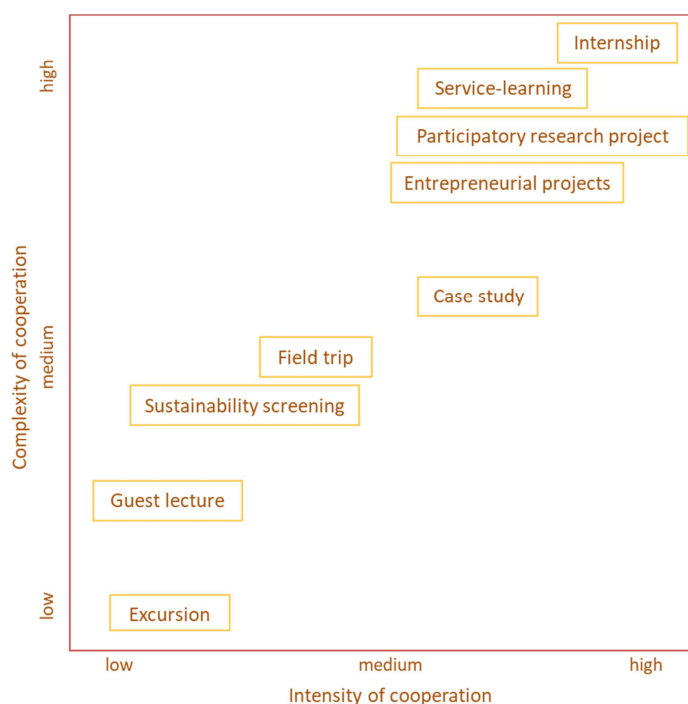 Internship
high
Service-learning
Participatory research project
Entrepreneurial projects
Case study
Complexity of cooperation
medium
Field trip
Sustainability screening
Guest lecture
low
Excursion
low medium high
Intensity of cooperation